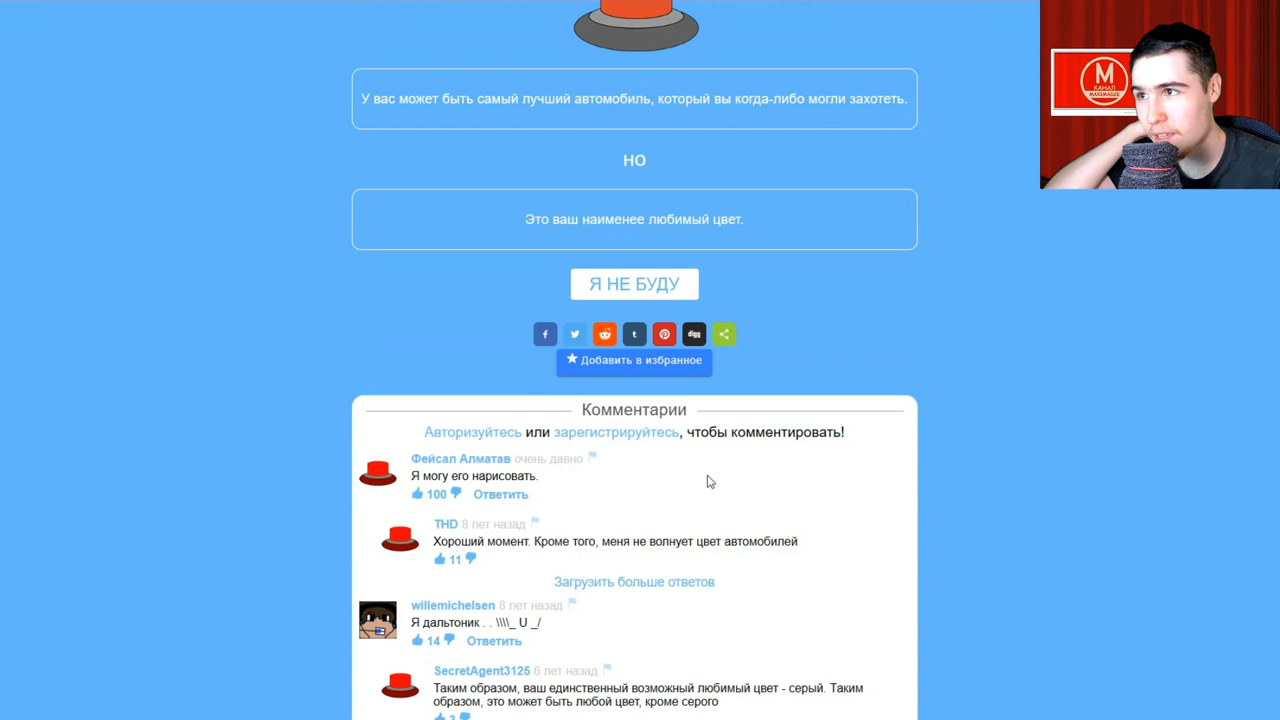 У вас может быть самый лучший автомобиль, который вы когда-либо могли захотеть.
М
КАНАЛ
НО
Это ваш наименее любимый цвет.
Я НЕ БУДУ
f
t
digg
Добавить в избранное
Комментарии
Авторизуйтесь или зарегистрируйтесь, чтобы комментировать!
Фейсал Алматав очень давно
Я могу его нарисовать.
100 Ответить
THD 8 лет назад
Хороший момент. Кроме того, меня не волнует цвет автомобилей
11
Загрузить больше ответов
willemichelsen 8 лет назад
Я дальтоник . . \\\\_ U _/
14 Ответить
SecretAgent3125 6 лет назад
Таким образом, ваш единственный возможный любимый цвет - серый. Таким
образом, это может быть любой цвет, кроме серого
3